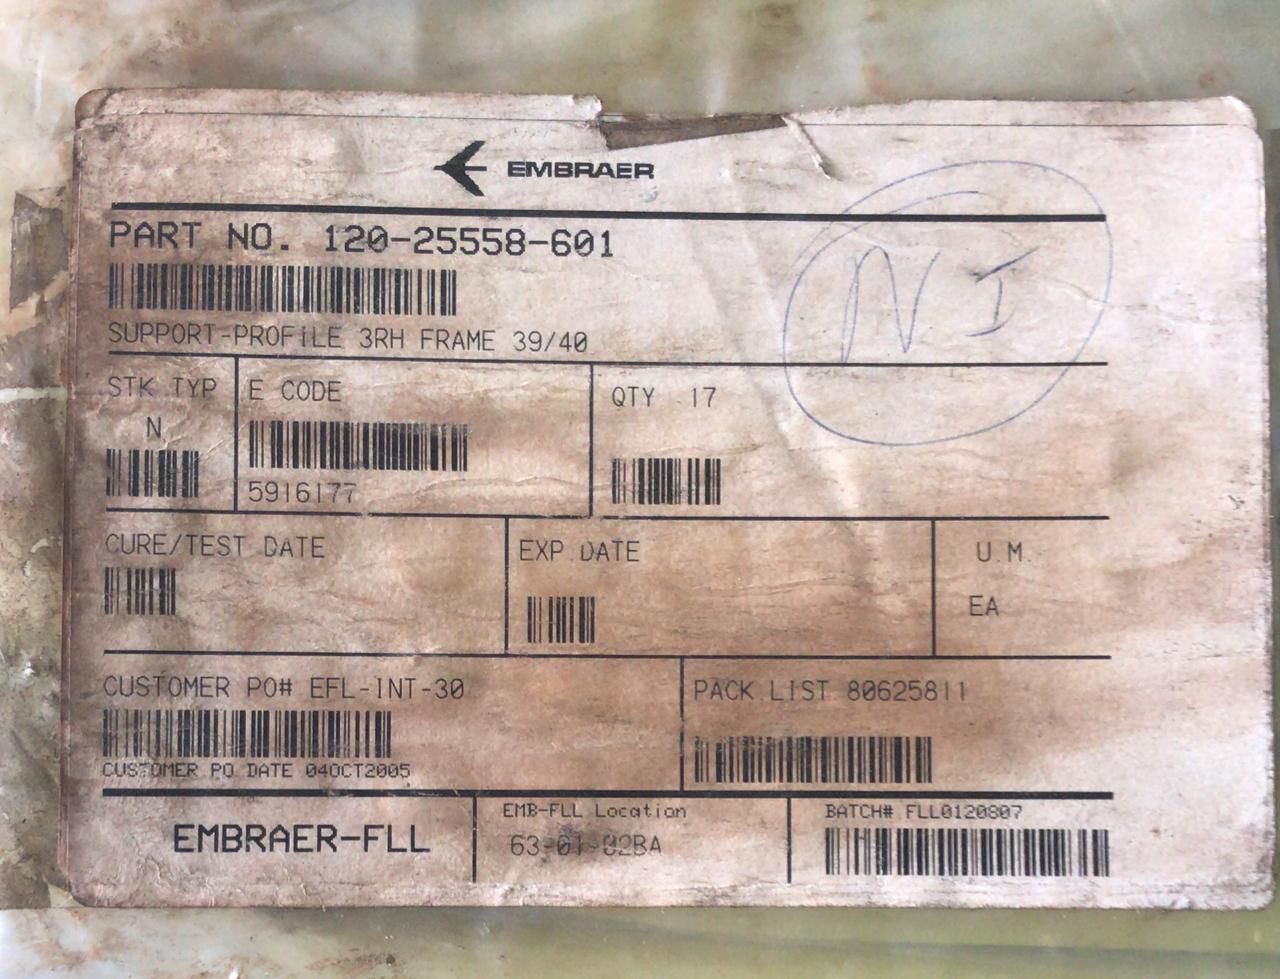 EMBRAER
PART NO. 120-25558-601
SUPPORT-PROFILE 3RH FRAME 39/40
NI
STK TYP
N
E CODE
5916177
QTY 17
CURE/TEST DATE
EXP DATE
U.M.
EA
CUSTOMER PO# EFL-INT-30
CUSTOMER PO DATE 04OCT2005
PACK LIST 80625811
EMBRAER-FLL
EMB-FLL Location
63-01-02BA
BATCH# FLL0120807